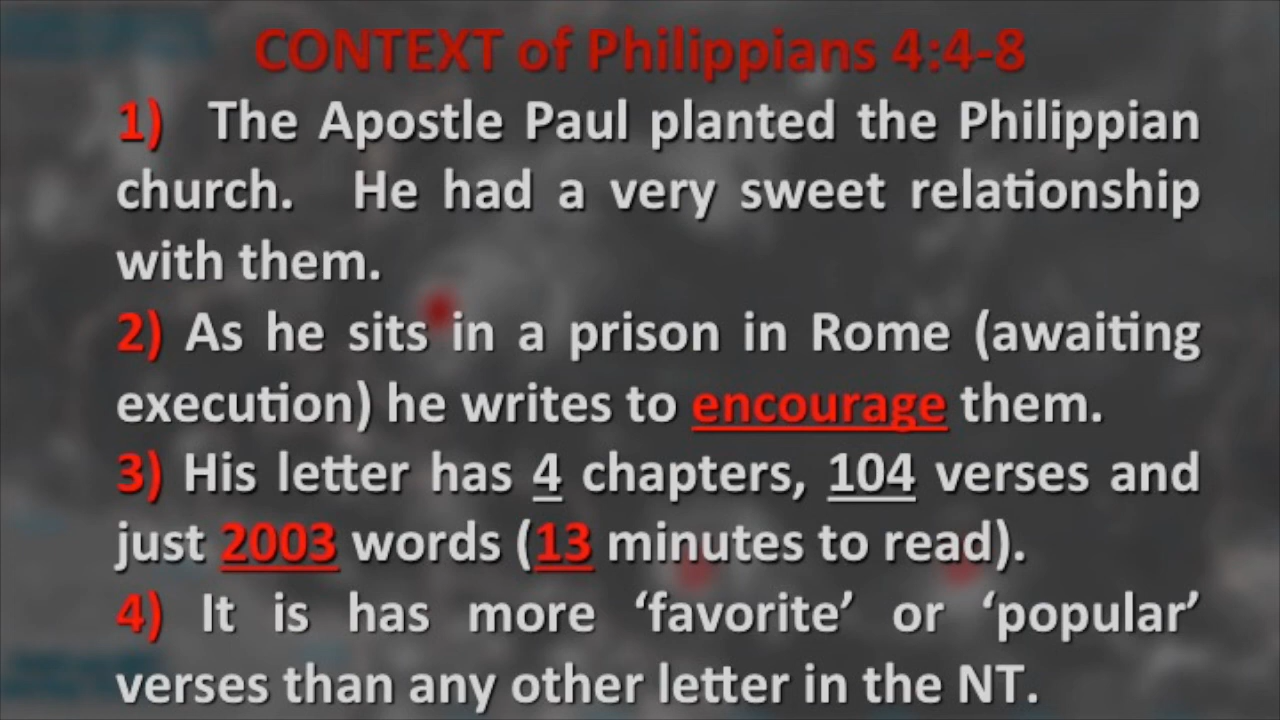 CONTEXT of Philippians 4:4-8
1) The Apostle Paul planted the Philippian
church. He had a very sweet relationship
with them.
2) As he sits in a prison in Rome (awaiting
execution) he writes to encourage them.
3) His letter has 4 chapters, 104 verses and
just 2003 words (13 minutes to read).
4) It is has more ‘favorite’ or ‘popular’
verses than any other letter in the NT.